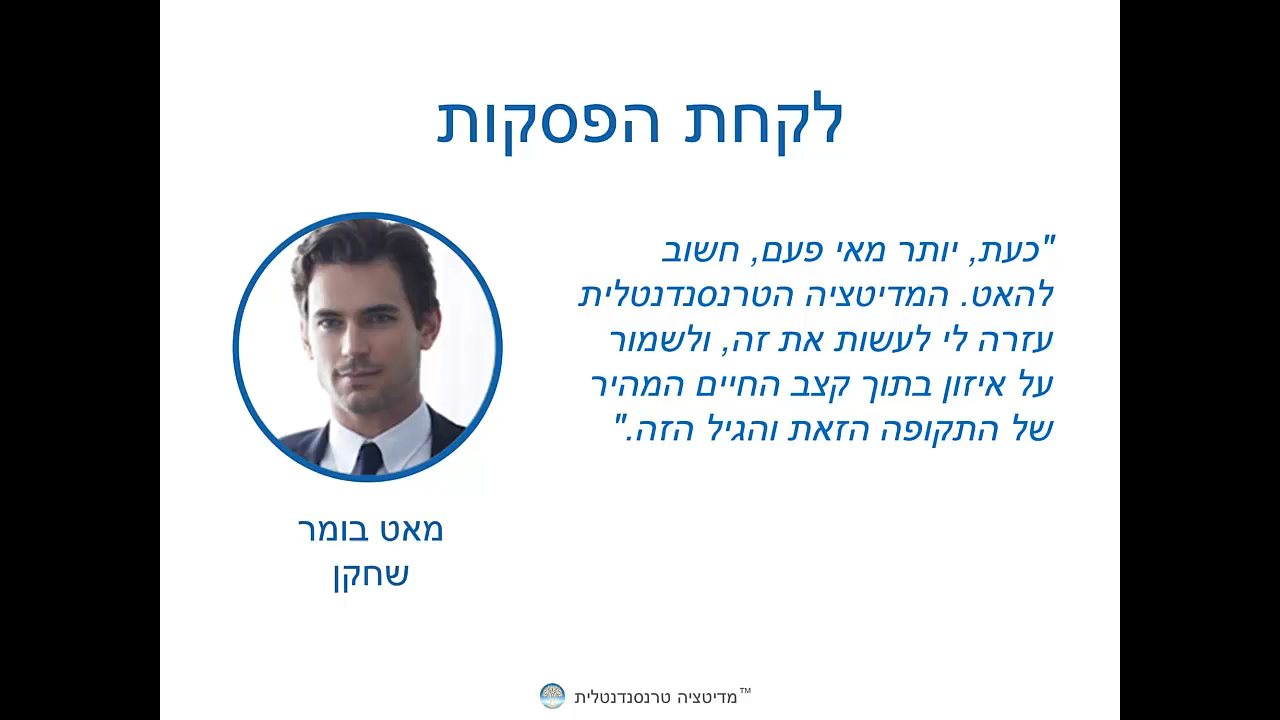 לקחת הפסקות
"כעת, יותר מאי פעם, חשוב
להאט. המדיטציה הטרנסנדנטלית
עזרה לי לעשות את זה, ולשמור
על איזון בתוך קצב החיים המהיר
של התקופה הזאת והגיל הזה."
מאט בומר
שחקן
מדיטציה טרנסנדנטלית™